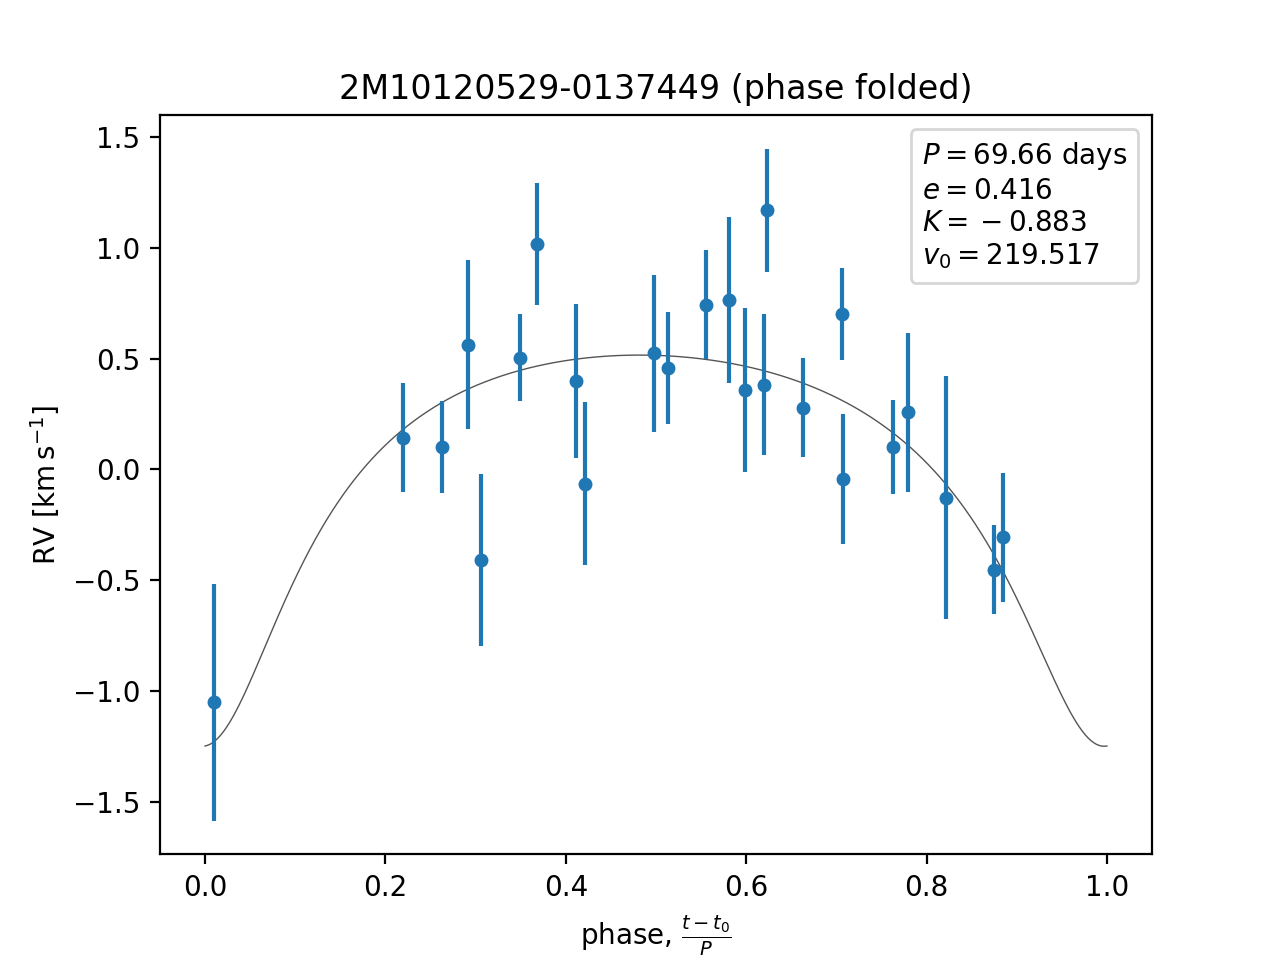 2M10120529-0137449 (phase folded)
P = 69.66 days
e = 0.416
K = −0.883
v₀ = 219.517
RV [km s⁻¹]
1.5
1.0
0.5
0.0
−0.5
−1.0
−1.5
0.0 0.2 0.4 0.6 0.8 1.0
phase, (t − t₀)/P